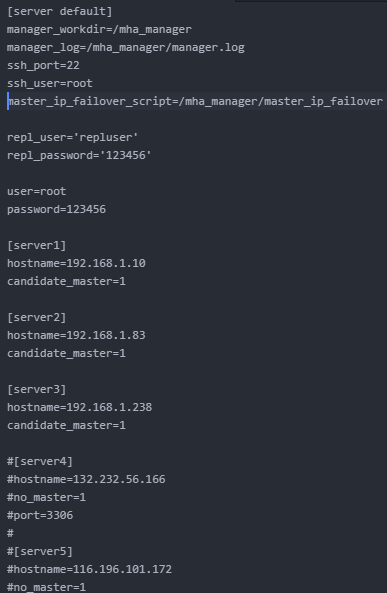 [server default]
manager_workdir=/mha_manager
manager_log=/mha_manager/manager.log
ssh_port=22
ssh_user=root
master_ip_failover_script=/mha_manager/master_ip_failover
repl_user='repluser'
repl_password='123456'
user=root
password=123456
[server1]
hostname=192.168.1.10
candidate_master=1
[server2]
hostname=192.168.1.83
candidate_master=1
[server3]
hostname=192.168.1.238
candidate_master=1
#[server4]
#hostname=132.232.56.166
#no_master=1
#port=3306
#
#[server5]
#hostname=116.196.101.172
#no_master=1